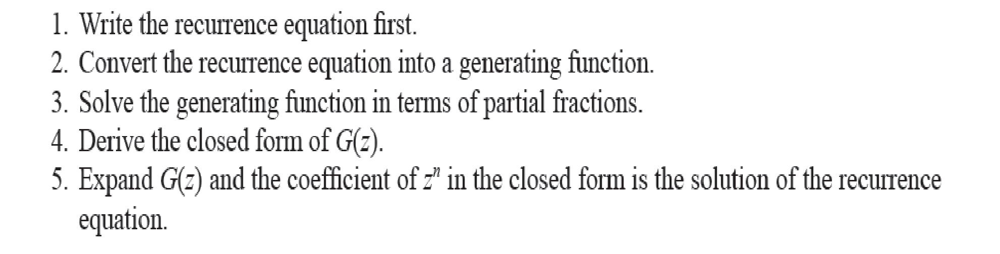 1. Write the recurrence equation first.
2. Convert the recurrence equation into a generating function.
3. Solve the generating function in terms of partial fractions.
4. Derive the closed form of G(z).
5. Expand G(z) and the coefficient of zⁿ in the closed form is the solution of the recurrence
equation.